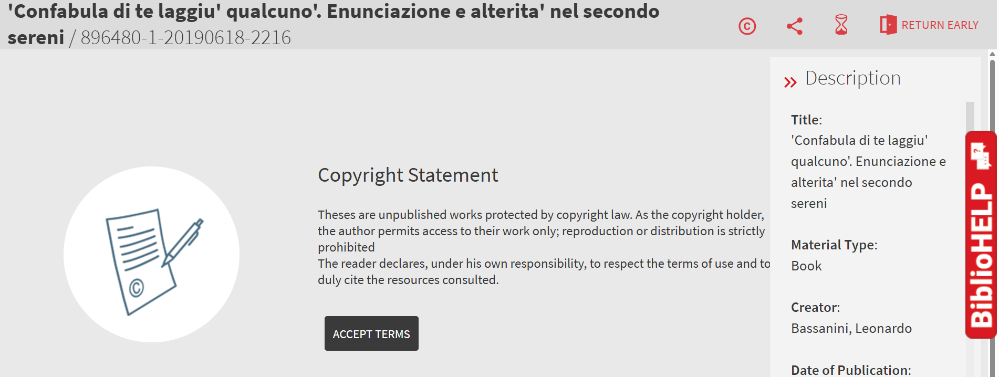 'Confabula di te laggiu' qualcuno'. Enunciazione e alterita' nel secondo
sereni / 896480-1-20190618-2216
RETURN EARLY
Copyright Statement
Theses are unpublished works protected by copyright law. As the copyright holder,
the author permits access to their work only; reproduction or distribution is strictly
prohibited
The reader declares, under his own responsibility, to respect the terms of use and to
duly cite the resources consulted.
ACCEPT TERMS
Description
Title:
'Confabula di te laggiu'
qualcuno'. Enunciazione e
alterita' nel secondo
sereni
Material Type:
Book
Creator:
Bassanini, Leonardo
Date of Publication:
BiblioHELP